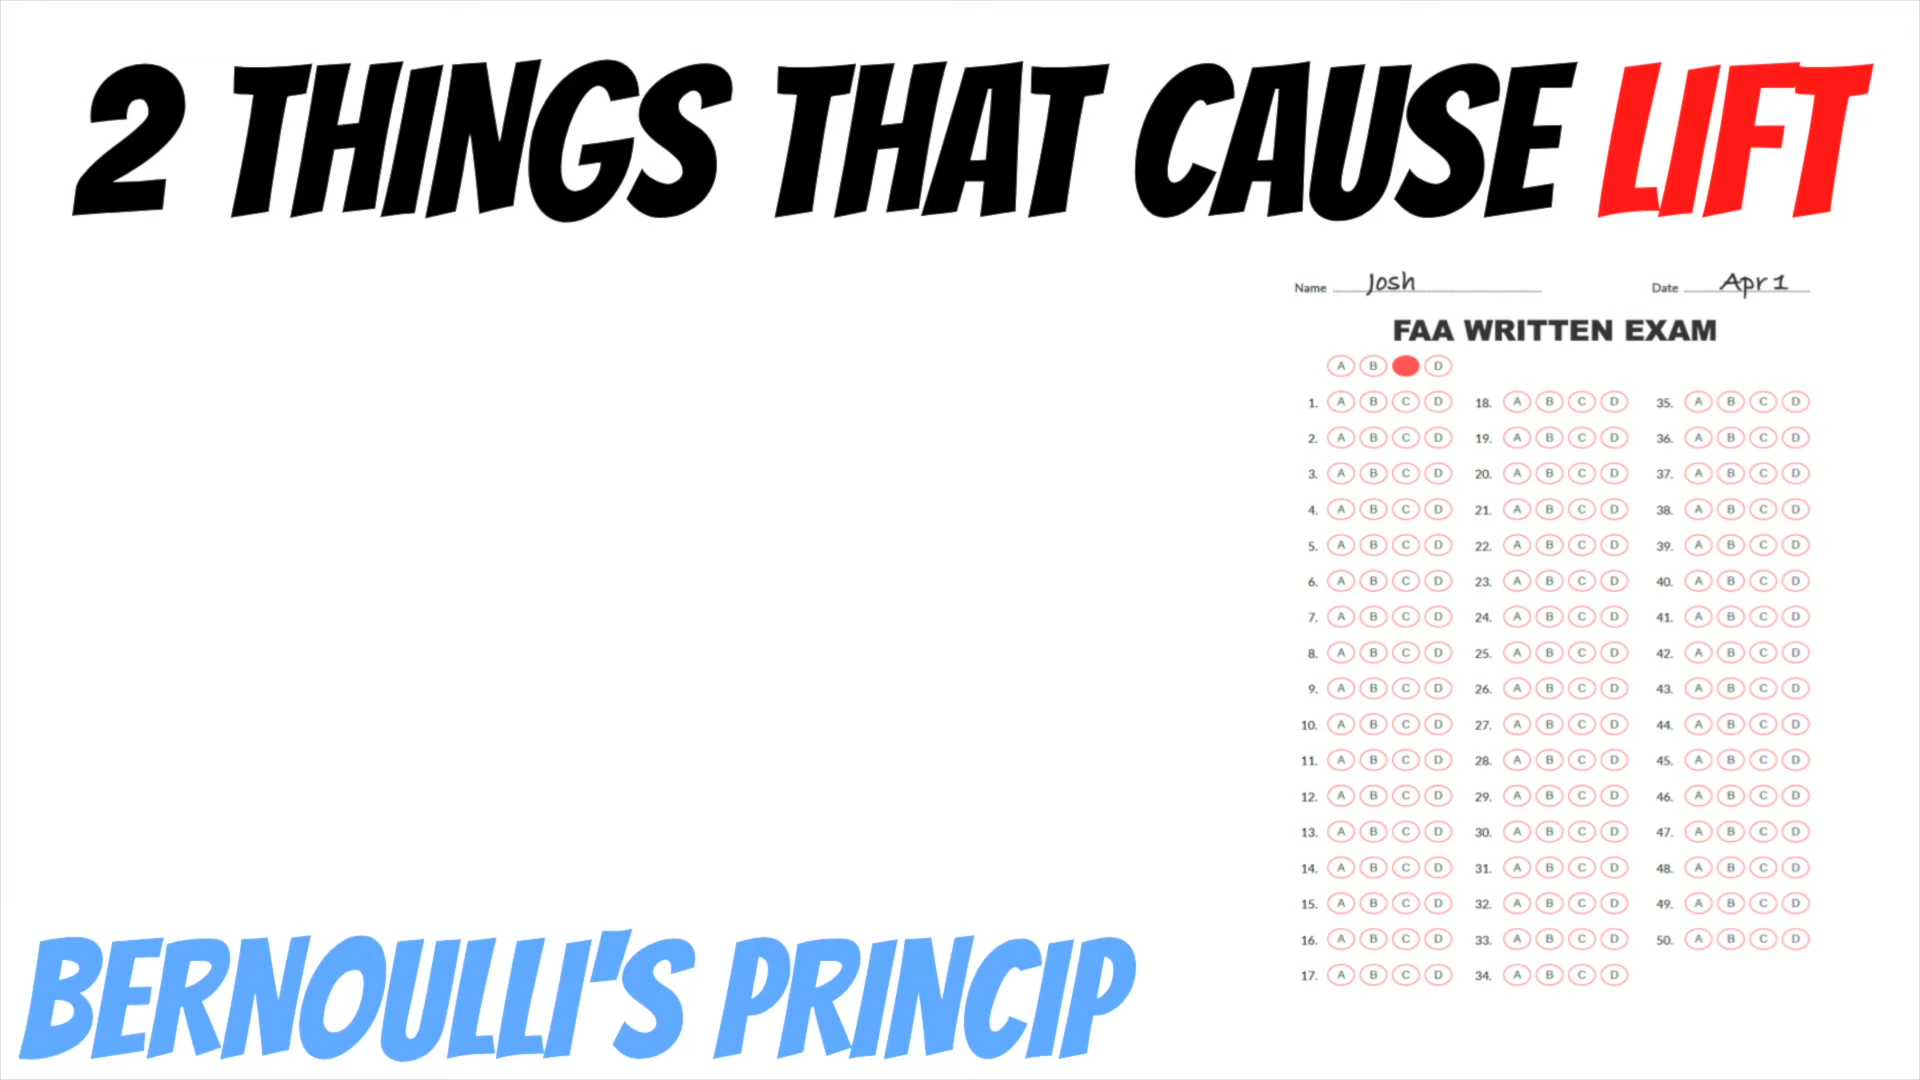 2 THINGS THAT CAUSE LIFT
Name Josh Date Apr 1
FAA WRITTEN EXAM
A B D
1. A B C D 18. A B C D 35. A B C D
2. A B C D 19. A B C D 36. A B C D
3. A B C D 20. A B C D 37. A B C D
4. A B C D 21. A B C D 38. A B C D
5. A B C D 22. A B C D 39. A B C D
6. A B C D 23. A B C D 40. A B C D
7. A B C D 24. A B C D 41. A B C D
8. A B C D 25. A B C D 42. A B C D
9. A B C D 26. A B C D 43. A B C D
10. A B C D 27. A B C D 44. A B C D
11. A B C D 28. A B C D 45. A B C D
12. A B C D 29. A B C D 46. A B C D
13. A B C D 30. A B C D 47. A B C D
14. A B C D 31. A B C D 48. A B C D
15. A B C D 32. A B C D 49. A B C D
16. A B C D 33. A B C D 50. A B C D
17. A B C D 34. A B C D
BERNOULLI'S PRINCIP